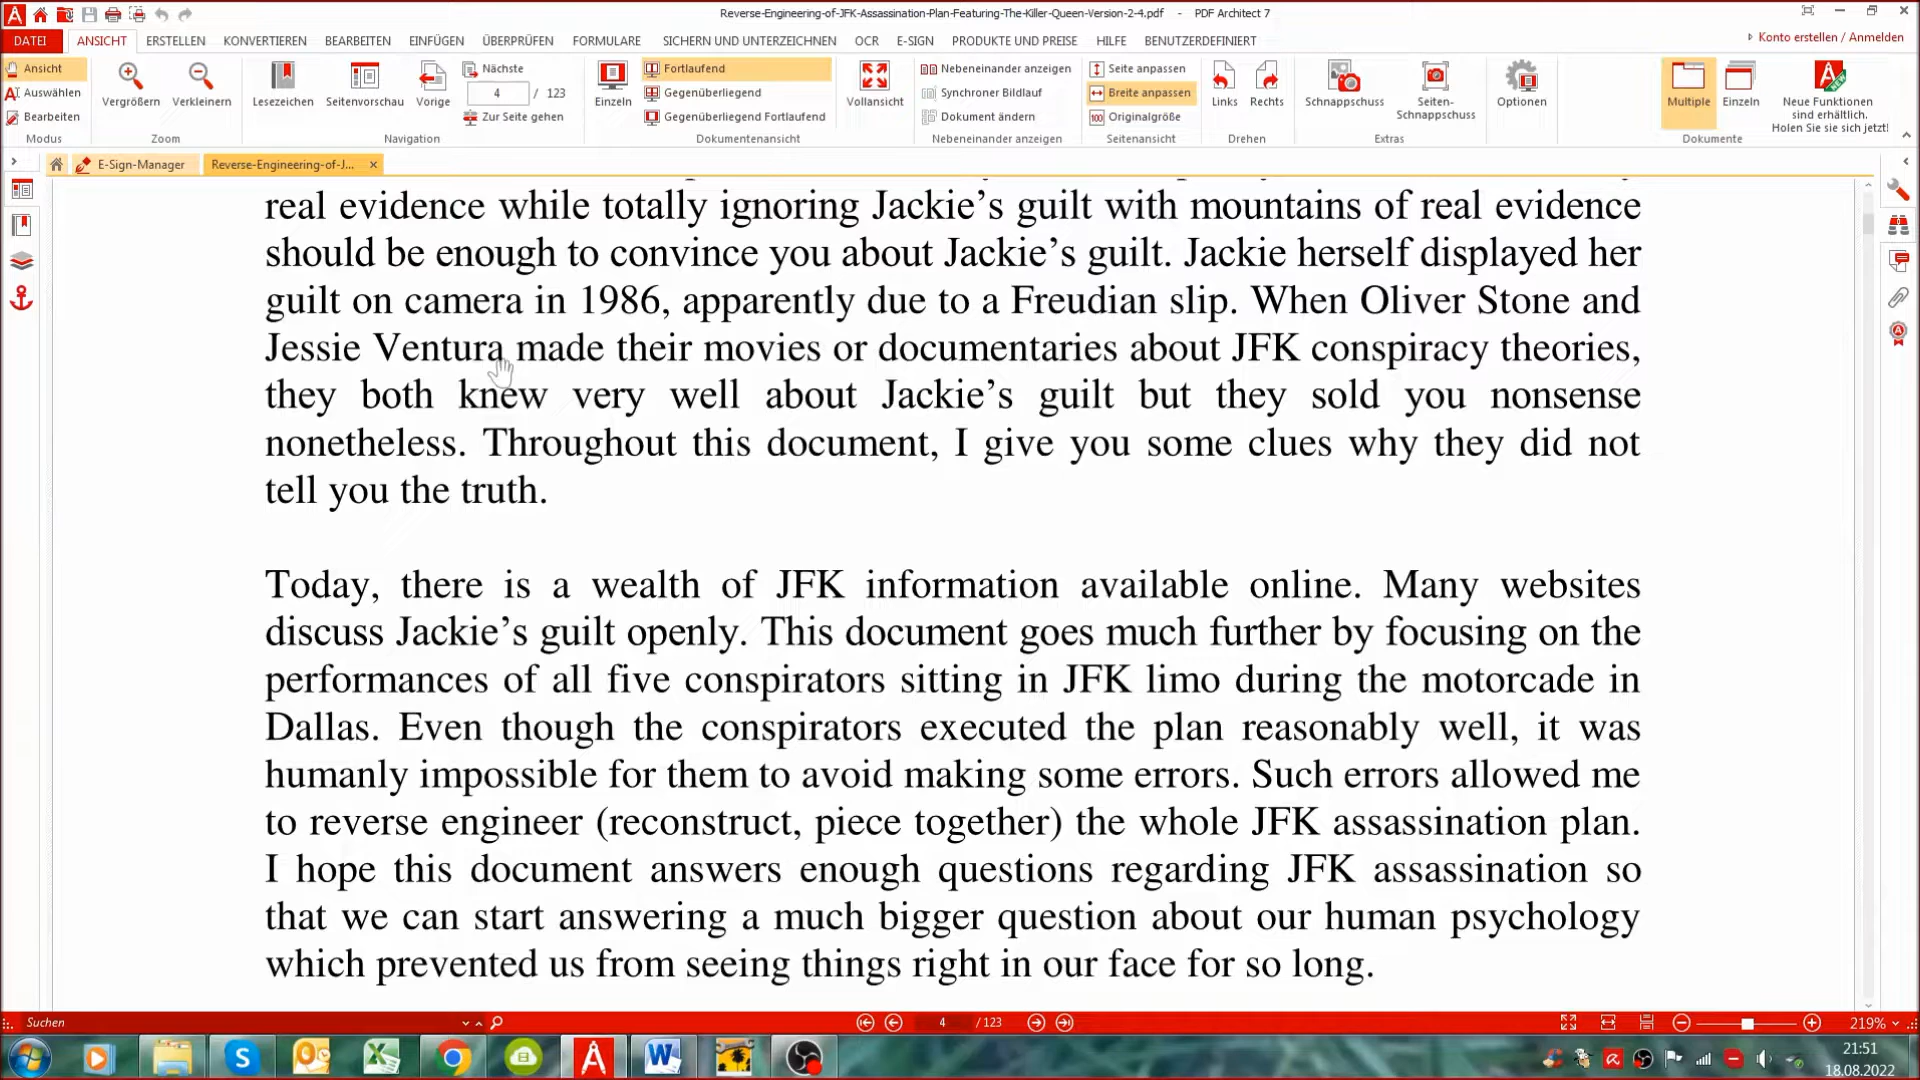 Reverse-Engineering-of-JFK-Assassination-Plan-Featuring-The-Killer-Queen-Version-2-4.pdf - PDF Architect 7
DATEI ANSICHT ERSTELLEN KONVERTIEREN BEARBEITEN EINFÜGEN ÜBERPRÜFEN FORMULARE SICHERN UND UNTERZEICHNEN OCR E-SIGN PRODUKTE UND PREISE HILFE BENUTZERDEFINIERT Konto erstellen / Anmelden
Ansicht
Auswählen
Bearbeiten
Modus
Vergrößern Verkleinern
Zoom
Lesezeichen Seitenvorschau Vorige
Nächste
4 / 123
Zur Seite gehen
Navigation
Einzeln
Fortlaufend
Gegenüberliegend
Gegenüberliegend Fortlaufend
Dokumentenansicht
Vollansicht
Nebeneinander anzeigen
Synchroner Bildlauf
Dokument ändern
Nebeneinander anzeigen
Seite anpassen
Breite anpassen
100 Originalgröße
Seitenansicht
Links Rechts
Drehen
Schnappschuss
Seiten-
Schnappschuss
Extras
Optionen
Multiple Einzeln
Neue Funktionen
sind erhältlich.
Holen Sie sie sich jetzt!
Dokumente
E-Sign-Manager
Reverse-Engineering-of-J... ×
real evidence while totally ignoring Jackie's guilt with mountains of real evidence
should be enough to convince you about Jackie's guilt. Jackie herself displayed her
guilt on camera in 1986, apparently due to a Freudian slip. When Oliver Stone and
Jessie Ventura made their movies or documentaries about JFK conspiracy theories,
they both knew very well about Jackie's guilt but they sold you nonsense
nonetheless. Throughout this document, I give you some clues why they did not
tell you the truth.
Today, there is a wealth of JFK information available online. Many websites
discuss Jackie's guilt openly. This document goes much further by focusing on the
performances of all five conspirators sitting in JFK limo during the motorcade in
Dallas. Even though the conspirators executed the plan reasonably well, it was
humanly impossible for them to avoid making some errors. Such errors allowed me
to reverse engineer (reconstruct, piece together) the whole JFK assassination plan.
I hope this document answers enough questions regarding JFK assassination so
that we can start answering a much bigger question about our human psychology
which prevented us from seeing things right in our face for so long.
Suchen
4 / 123
219%
21:51
18.08.2022